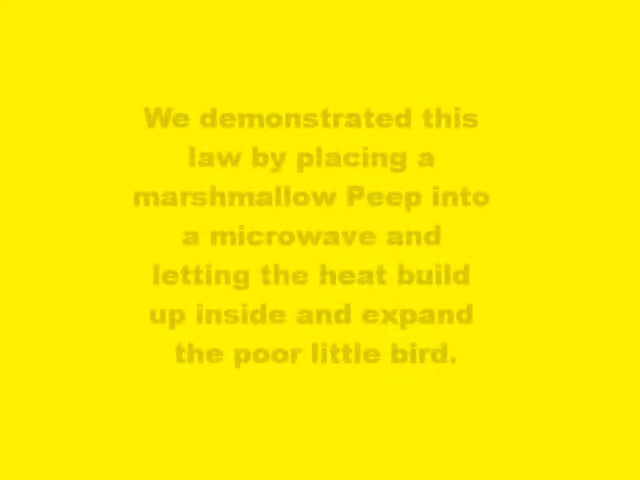 We demonstrated this
law by placing a
marshmallow Peep into
a microwave and
letting the heat build
up inside and expand
the poor little bird.